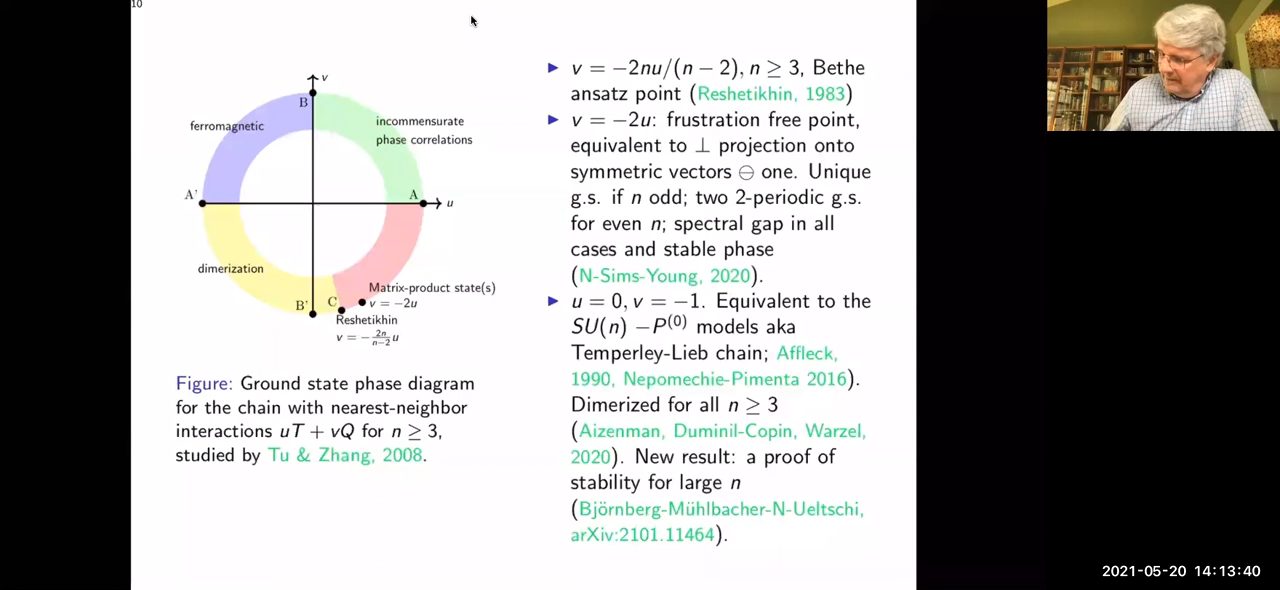 10
v
B
ferromagnetic
incommensurate
phase correlations
A'
A
u
dimerization
Matrix-product state(s)
B'
C
v = −2u
Reshetikhin
v = −2n/(n−2) u
Figure: Ground state phase diagram
for the chain with nearest-neighbor
interactions uT + vQ for n ≥ 3,
studied by Tu & Zhang, 2008.
▶ v = −2nu/(n − 2), n ≥ 3, Bethe
ansatz point (Reshetikhin, 1983)
▶ v = −2u: frustration free point,
equivalent to ⊥ projection onto
symmetric vectors ⊖ one. Unique
g.s. if n odd; two 2-periodic g.s.
for even n; spectral gap in all
cases and stable phase
(N-Sims-Young, 2020).
▶ u = 0, v = −1. Equivalent to the
SU(n) −P⁽⁰⁾ models aka
Temperley-Lieb chain; Affleck,
1990, Nepomechie-Pimenta 2016).
Dimerized for all n ≥ 3
(Aizenman, Duminil-Copin, Warzel,
2020). New result: a proof of
stability for large n
(Björnberg-Mühlbacher-N-Ueltschi,
arXiv:2101.11464).
2021-05-20 14:13:40